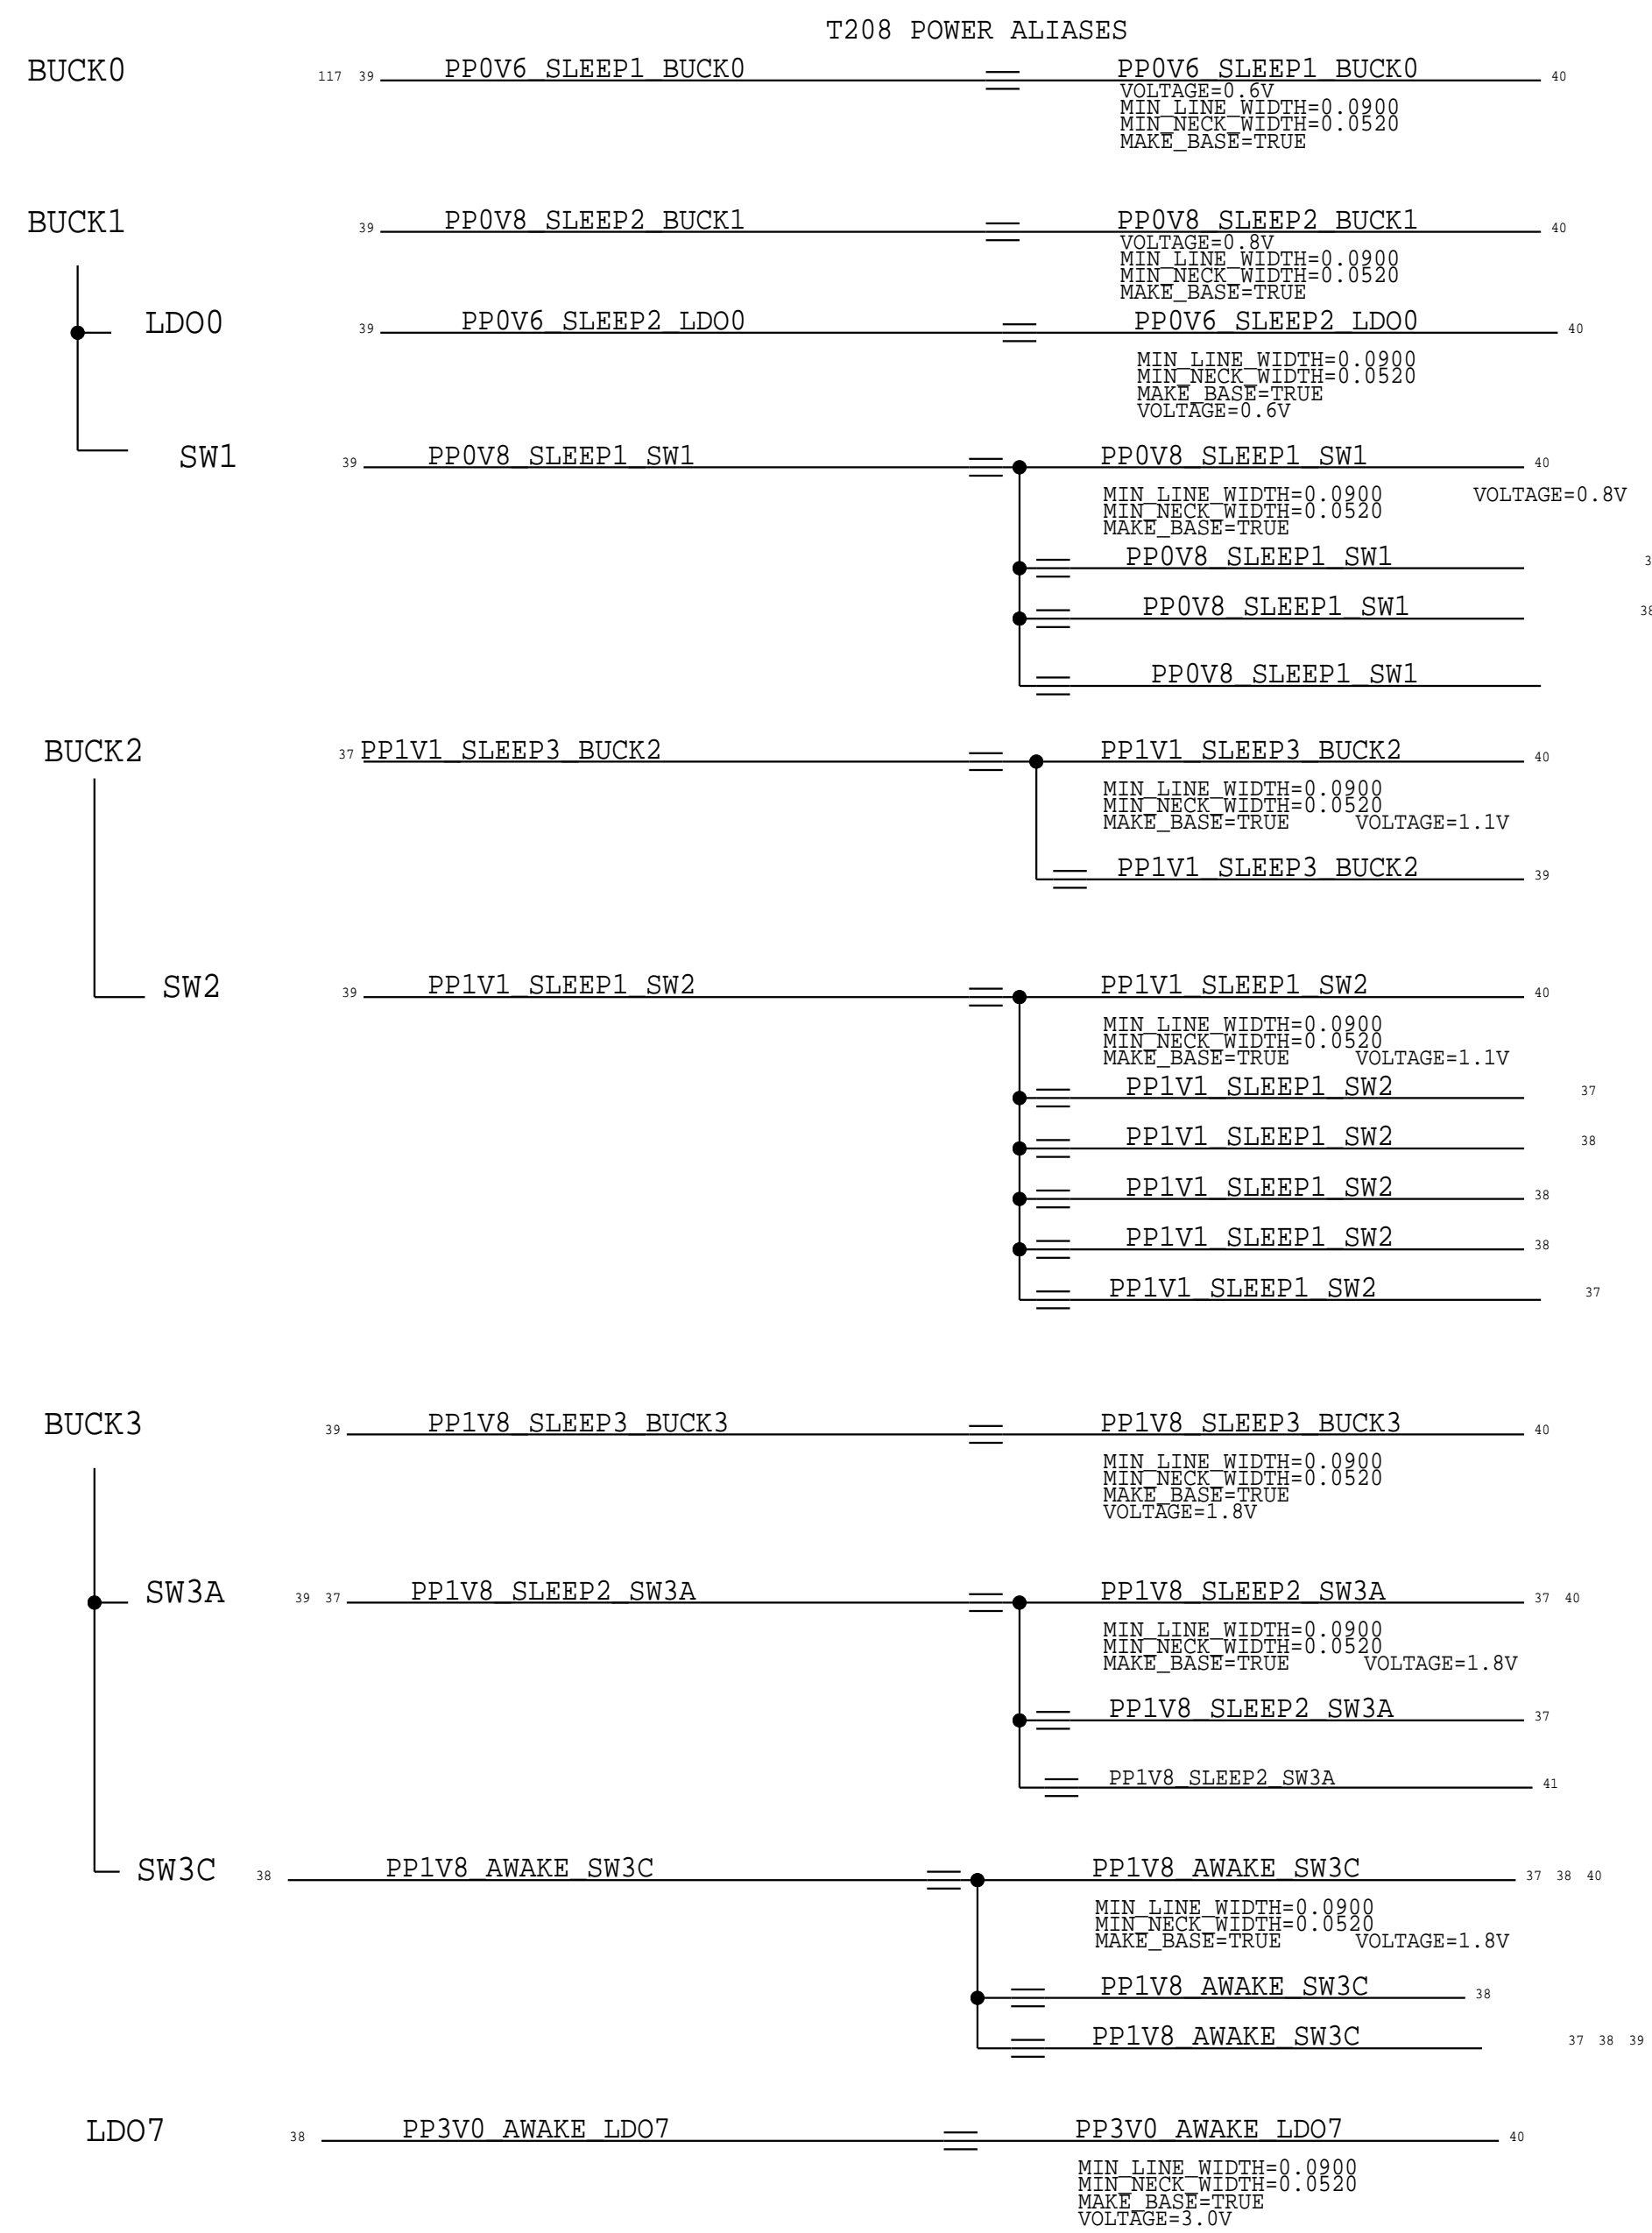 T208 POWER ALIASES
BUCK0 117 39 PP0V6_SLEEP1_BUCK0 PP0V6_SLEEP1_BUCK0 40
VOLTAGE=0.6V
MIN_LINE_WIDTH=0.0900
MIN_NECK_WIDTH=0.0520
MAKE_BASE=TRUE
BUCK1 39 PP0V8_SLEEP2_BUCK1 PP0V8_SLEEP2_BUCK1 40
VOLTAGE=0.8V
MIN_LINE_WIDTH=0.0900
MIN_NECK_WIDTH=0.0520
MAKE_BASE=TRUE
LDO0 39 PP0V6_SLEEP2_LDO0 PP0V6_SLEEP2_LDO0 40
MIN_LINE_WIDTH=0.0900
MIN_NECK_WIDTH=0.0520
MAKE_BASE=TRUE
VOLTAGE=0.6V
SW1 39 PP0V8_SLEEP1_SW1 PP0V8_SLEEP1_SW1 40
MIN_LINE_WIDTH=0.0900 VOLTAGE=0.8V
MIN_NECK_WIDTH=0.0520
MAKE_BASE=TRUE
PP0V8_SLEEP1_SW1
PP0V8_SLEEP1_SW1 38
PP0V8_SLEEP1_SW1
BUCK2 37 PP1V1_SLEEP3_BUCK2 PP1V1_SLEEP3_BUCK2 40
MIN_LINE_WIDTH=0.0900
MIN_NECK_WIDTH=0.0520
MAKE_BASE=TRUE VOLTAGE=1.1V
PP1V1_SLEEP3_BUCK2 39
SW2 39 PP1V1_SLEEP1_SW2 PP1V1_SLEEP1_SW2 40
MIN_LINE_WIDTH=0.0900
MIN_NECK_WIDTH=0.0520
MAKE_BASE=TRUE VOLTAGE=1.1V
PP1V1_SLEEP1_SW2 37
PP1V1_SLEEP1_SW2 38
PP1V1_SLEEP1_SW2 38
PP1V1_SLEEP1_SW2 38
PP1V1_SLEEP1_SW2 37
BUCK3 39 PP1V8_SLEEP3_BUCK3 PP1V8_SLEEP3_BUCK3 40
MIN_LINE_WIDTH=0.0900
MIN_NECK_WIDTH=0.0520
MAKE_BASE=TRUE
VOLTAGE=1.8V
SW3A 39 37 PP1V8_SLEEP2_SW3A PP1V8_SLEEP2_SW3A 37 40
MIN_LINE_WIDTH=0.0900
MIN_NECK_WIDTH=0.0520
MAKE_BASE=TRUE VOLTAGE=1.8V
PP1V8_SLEEP2_SW3A 37
PP1V8_SLEEP2_SW3A 41
SW3C 38 PP1V8_AWAKE_SW3C PP1V8_AWAKE_SW3C 37 38 40
MIN_LINE_WIDTH=0.0900
MIN_NECK_WIDTH=0.0520
MAKE_BASE=TRUE VOLTAGE=1.8V
PP1V8_AWAKE_SW3C 38
PP1V8_AWAKE_SW3C 37 38 39
LDO7 38 PP3V0_AWAKE_LDO7 PP3V0_AWAKE_LDO7 40
MIN_LINE_WIDTH=0.0900
MIN_NECK_WIDTH=0.0520
MAKE_BASE=TRUE
VOLTAGE=3.0V